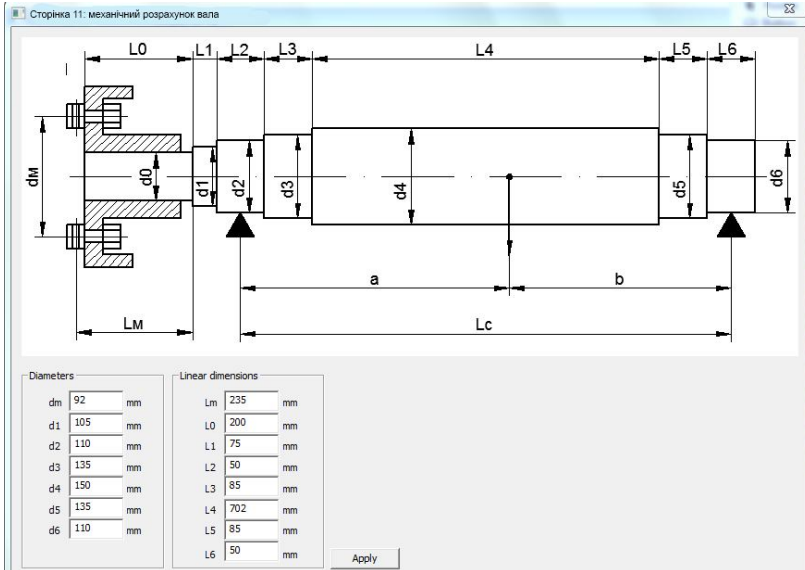 Сторінка 11: механічний розрахунок вала
L0 L1 L2 L3 L4 L5 L6
dм d0 d1 d2 d3 d4 d5 d6
a b
Lм Lc
Diameters
dm 92 mm
d1 105 mm
d2 110 mm
d3 135 mm
d4 150 mm
d5 135 mm
d6 110 mm
Linear dimensions
Lm 235 mm
L0 200 mm
L1 75 mm
L2 50 mm
L3 85 mm
L4 702 mm
L5 85 mm
L6 50 mm
Apply